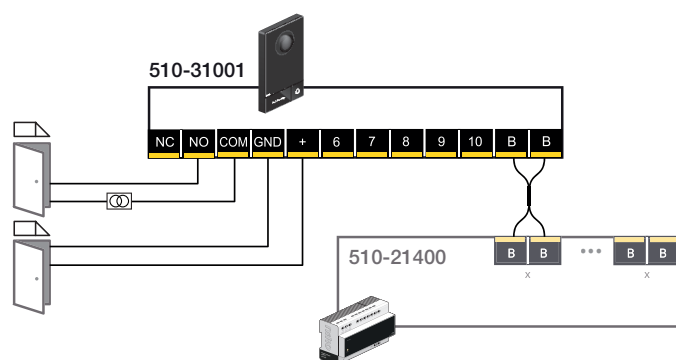 510-31001
NC NO COM GND + 6 7 8 9 10 B B
510-21400
B B ••• B B
x x